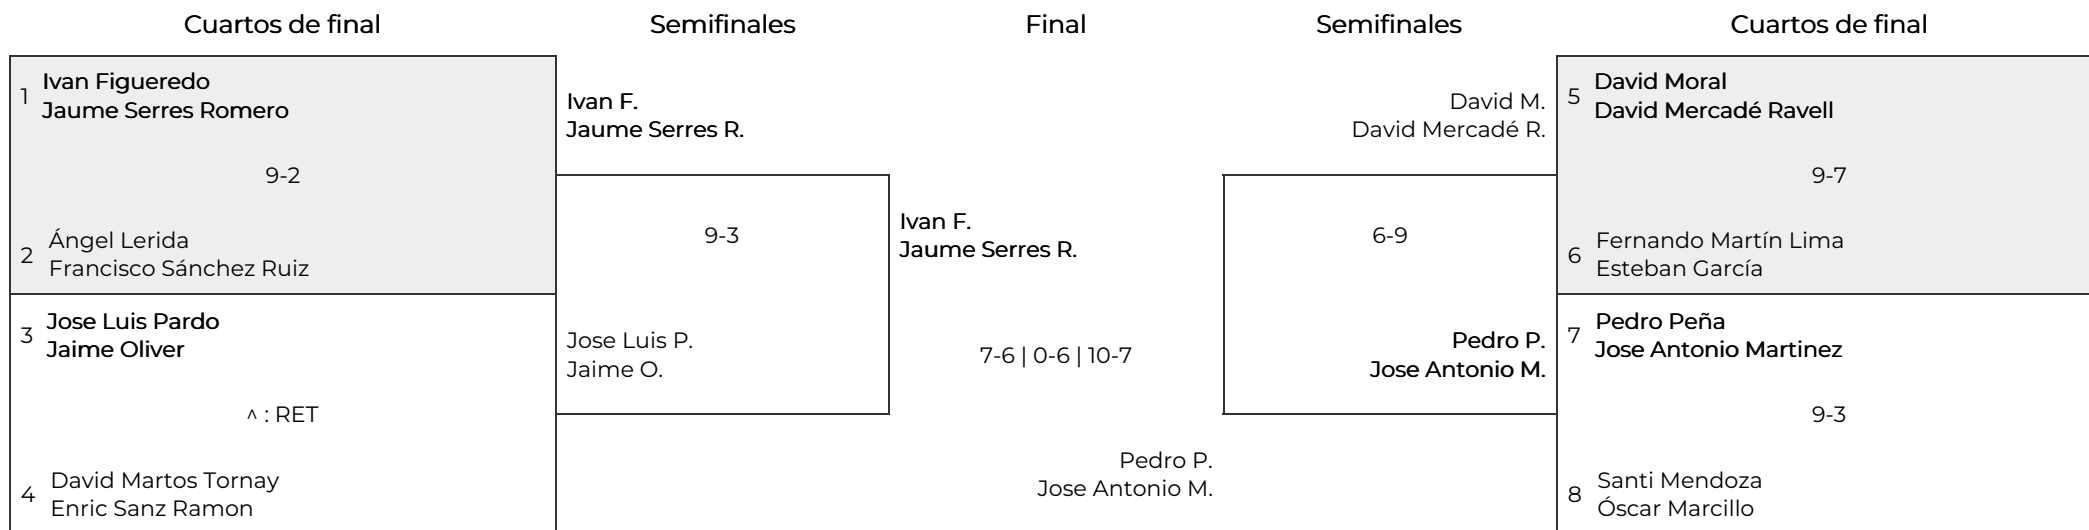 Cuartos de final
Semifinales
Final
Semifinales
Cuartos de final
1
Ivan Figueredo
Jaume Serres Romero
9-2
2
Ángel Lerida
Francisco Sánchez Ruiz
3
Jose Luis Pardo
Jaime Oliver
^ : RET
4
David Martos Tornay
Enric Sanz Ramon
Ivan F.
Jaume Serres R.
9-3
Jose Luis P.
Jaime O.
Ivan F.
Jaume Serres R.
7-6 | 0-6 | 10-7
Pedro P.
Jose Antonio M.
David M.
David Mercadé R.
6-9
Pedro P.
Jose Antonio M.
5
David Moral
David Mercadé Ravell
9-7
6
Fernando Martín Lima
Esteban García
7
Pedro Peña
Jose Antonio Martinez
9-3
8
Santi Mendoza
Óscar Marcillo